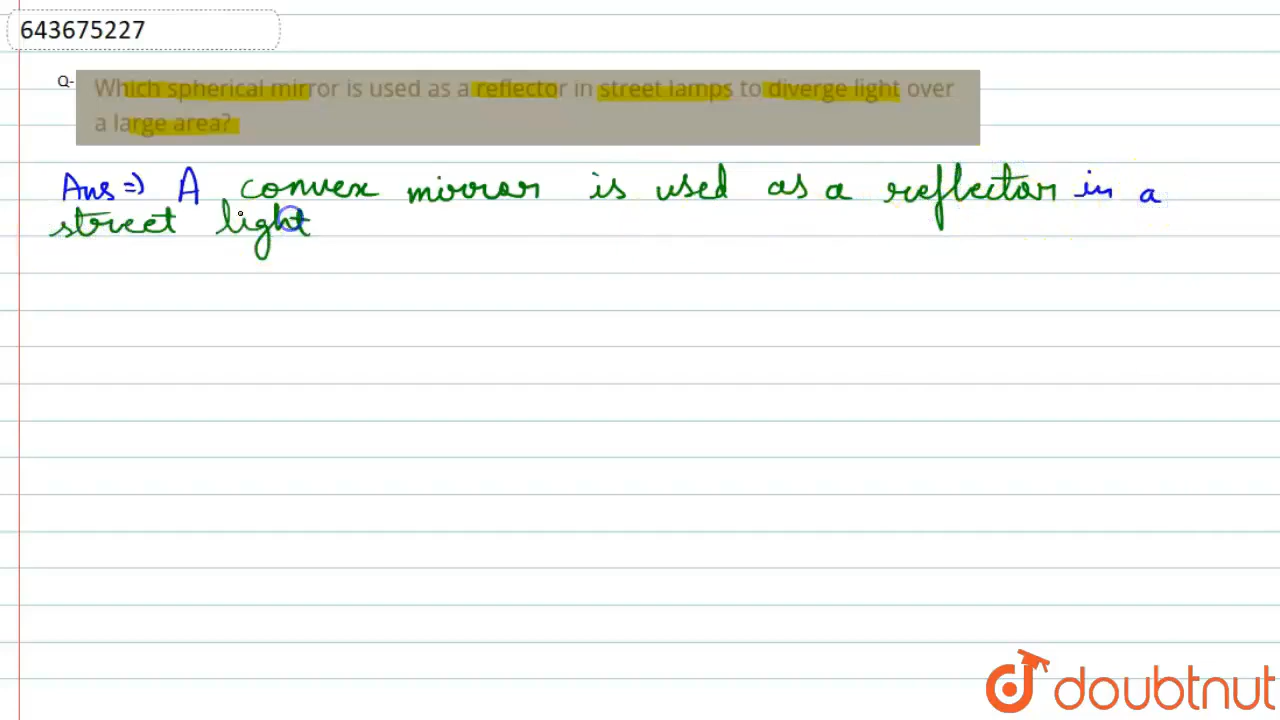 643675227
Q- Which spherical mirror is used as a reflector in street lamps to diverge light over
a large area?
Ans => A convex mirror is used as a reflector in a
street light
doubtnut